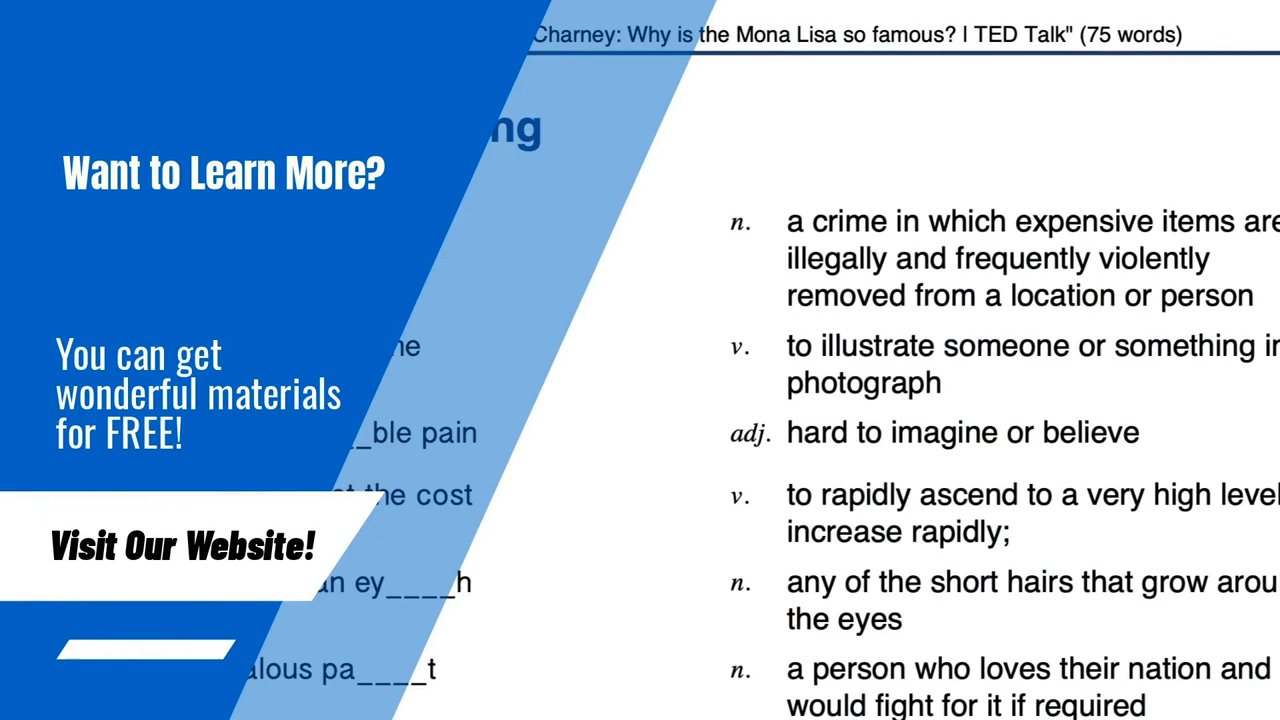 Charney: Why is the Mona Lisa so famous? | TED Talk" (75 words)
ng
Want to Learn More?
You can get
wonderful materials
for FREE!
Visit Our Website!
n. a crime in which expensive items are
illegally and frequently violently
removed from a location or person
ne
v. to illustrate someone or something in
photograph
_ble pain
adj. hard to imagine or believe
the cost
v. to rapidly ascend to a very high level
increase rapidly;
an ey____h
n. any of the short hairs that grow arou
the eyes
alous pa____t
n. a person who loves their nation and
would fight for it if required